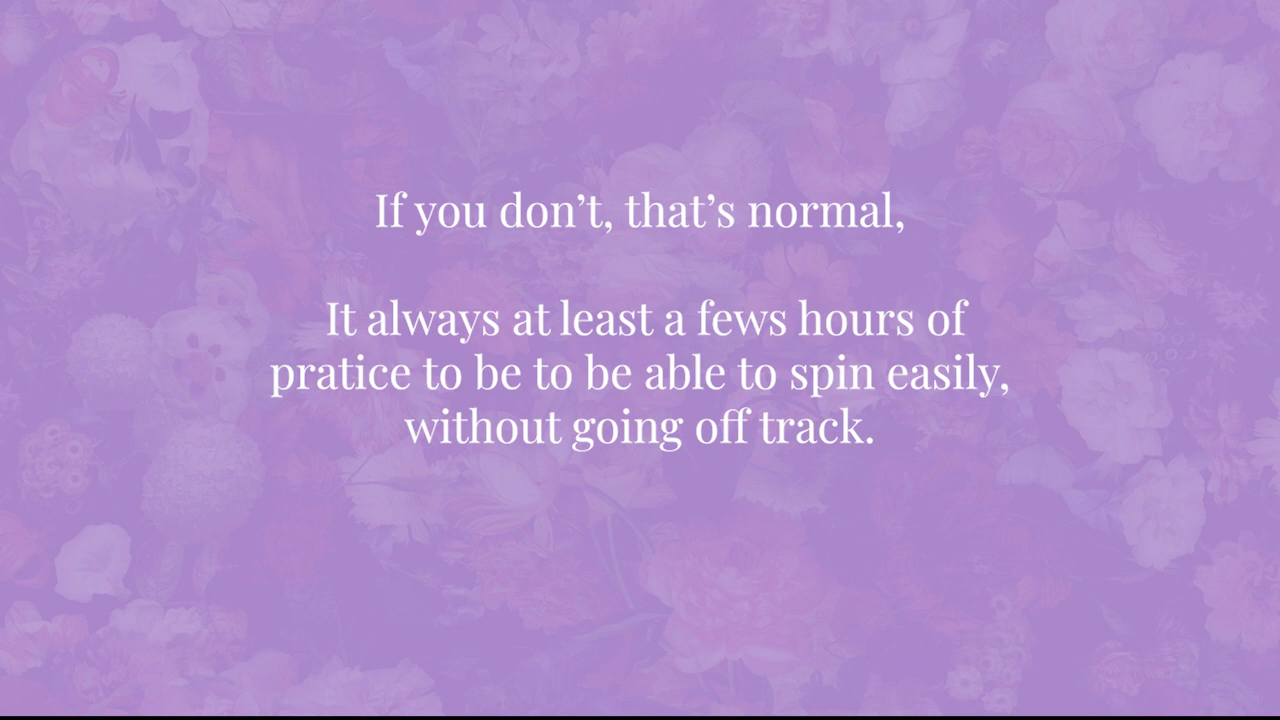 If you don’t, that’s normal,
It always at least a fews hours of
pratice to be to be able to spin easily,
without going off track.